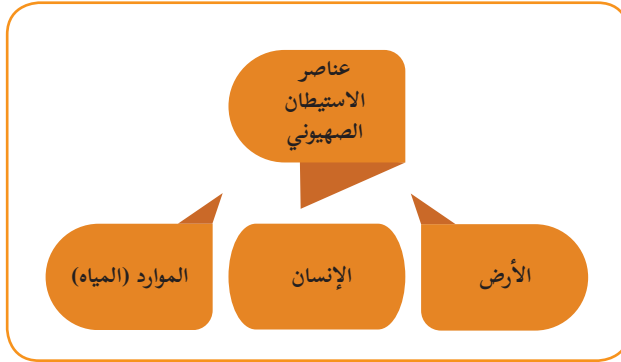 عناصر
الاستيطان
الصهيوني
الأرض
الإنسان
الموارد (المياه)